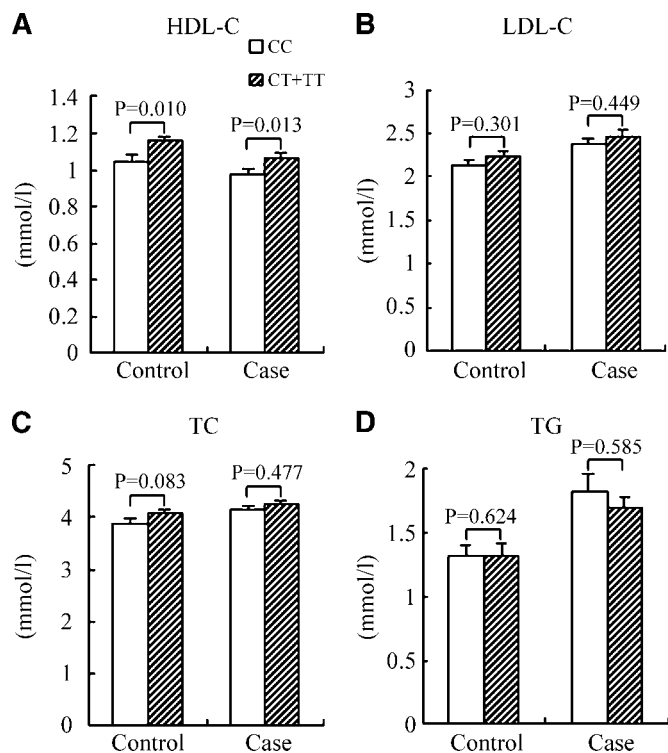 A
HDL-C
CC
CT+TT
1.4
1.2
1
0.8
0.6
0.4
0.2
0
(mmol/l)
P=0.010
P=0.013
Control
Case
B
LDL-C
3
2.5
2
1.5
1
0.5
0
(mmol/l)
P=0.301
P=0.449
Control
Case
C
TC
5
4
3
2
1
0
(mmol/l)
P=0.083
P=0.477
Control
Case
D
TG
2
1.5
1
0.5
0
(mmol/l)
P=0.624
P=0.585
Control
Case